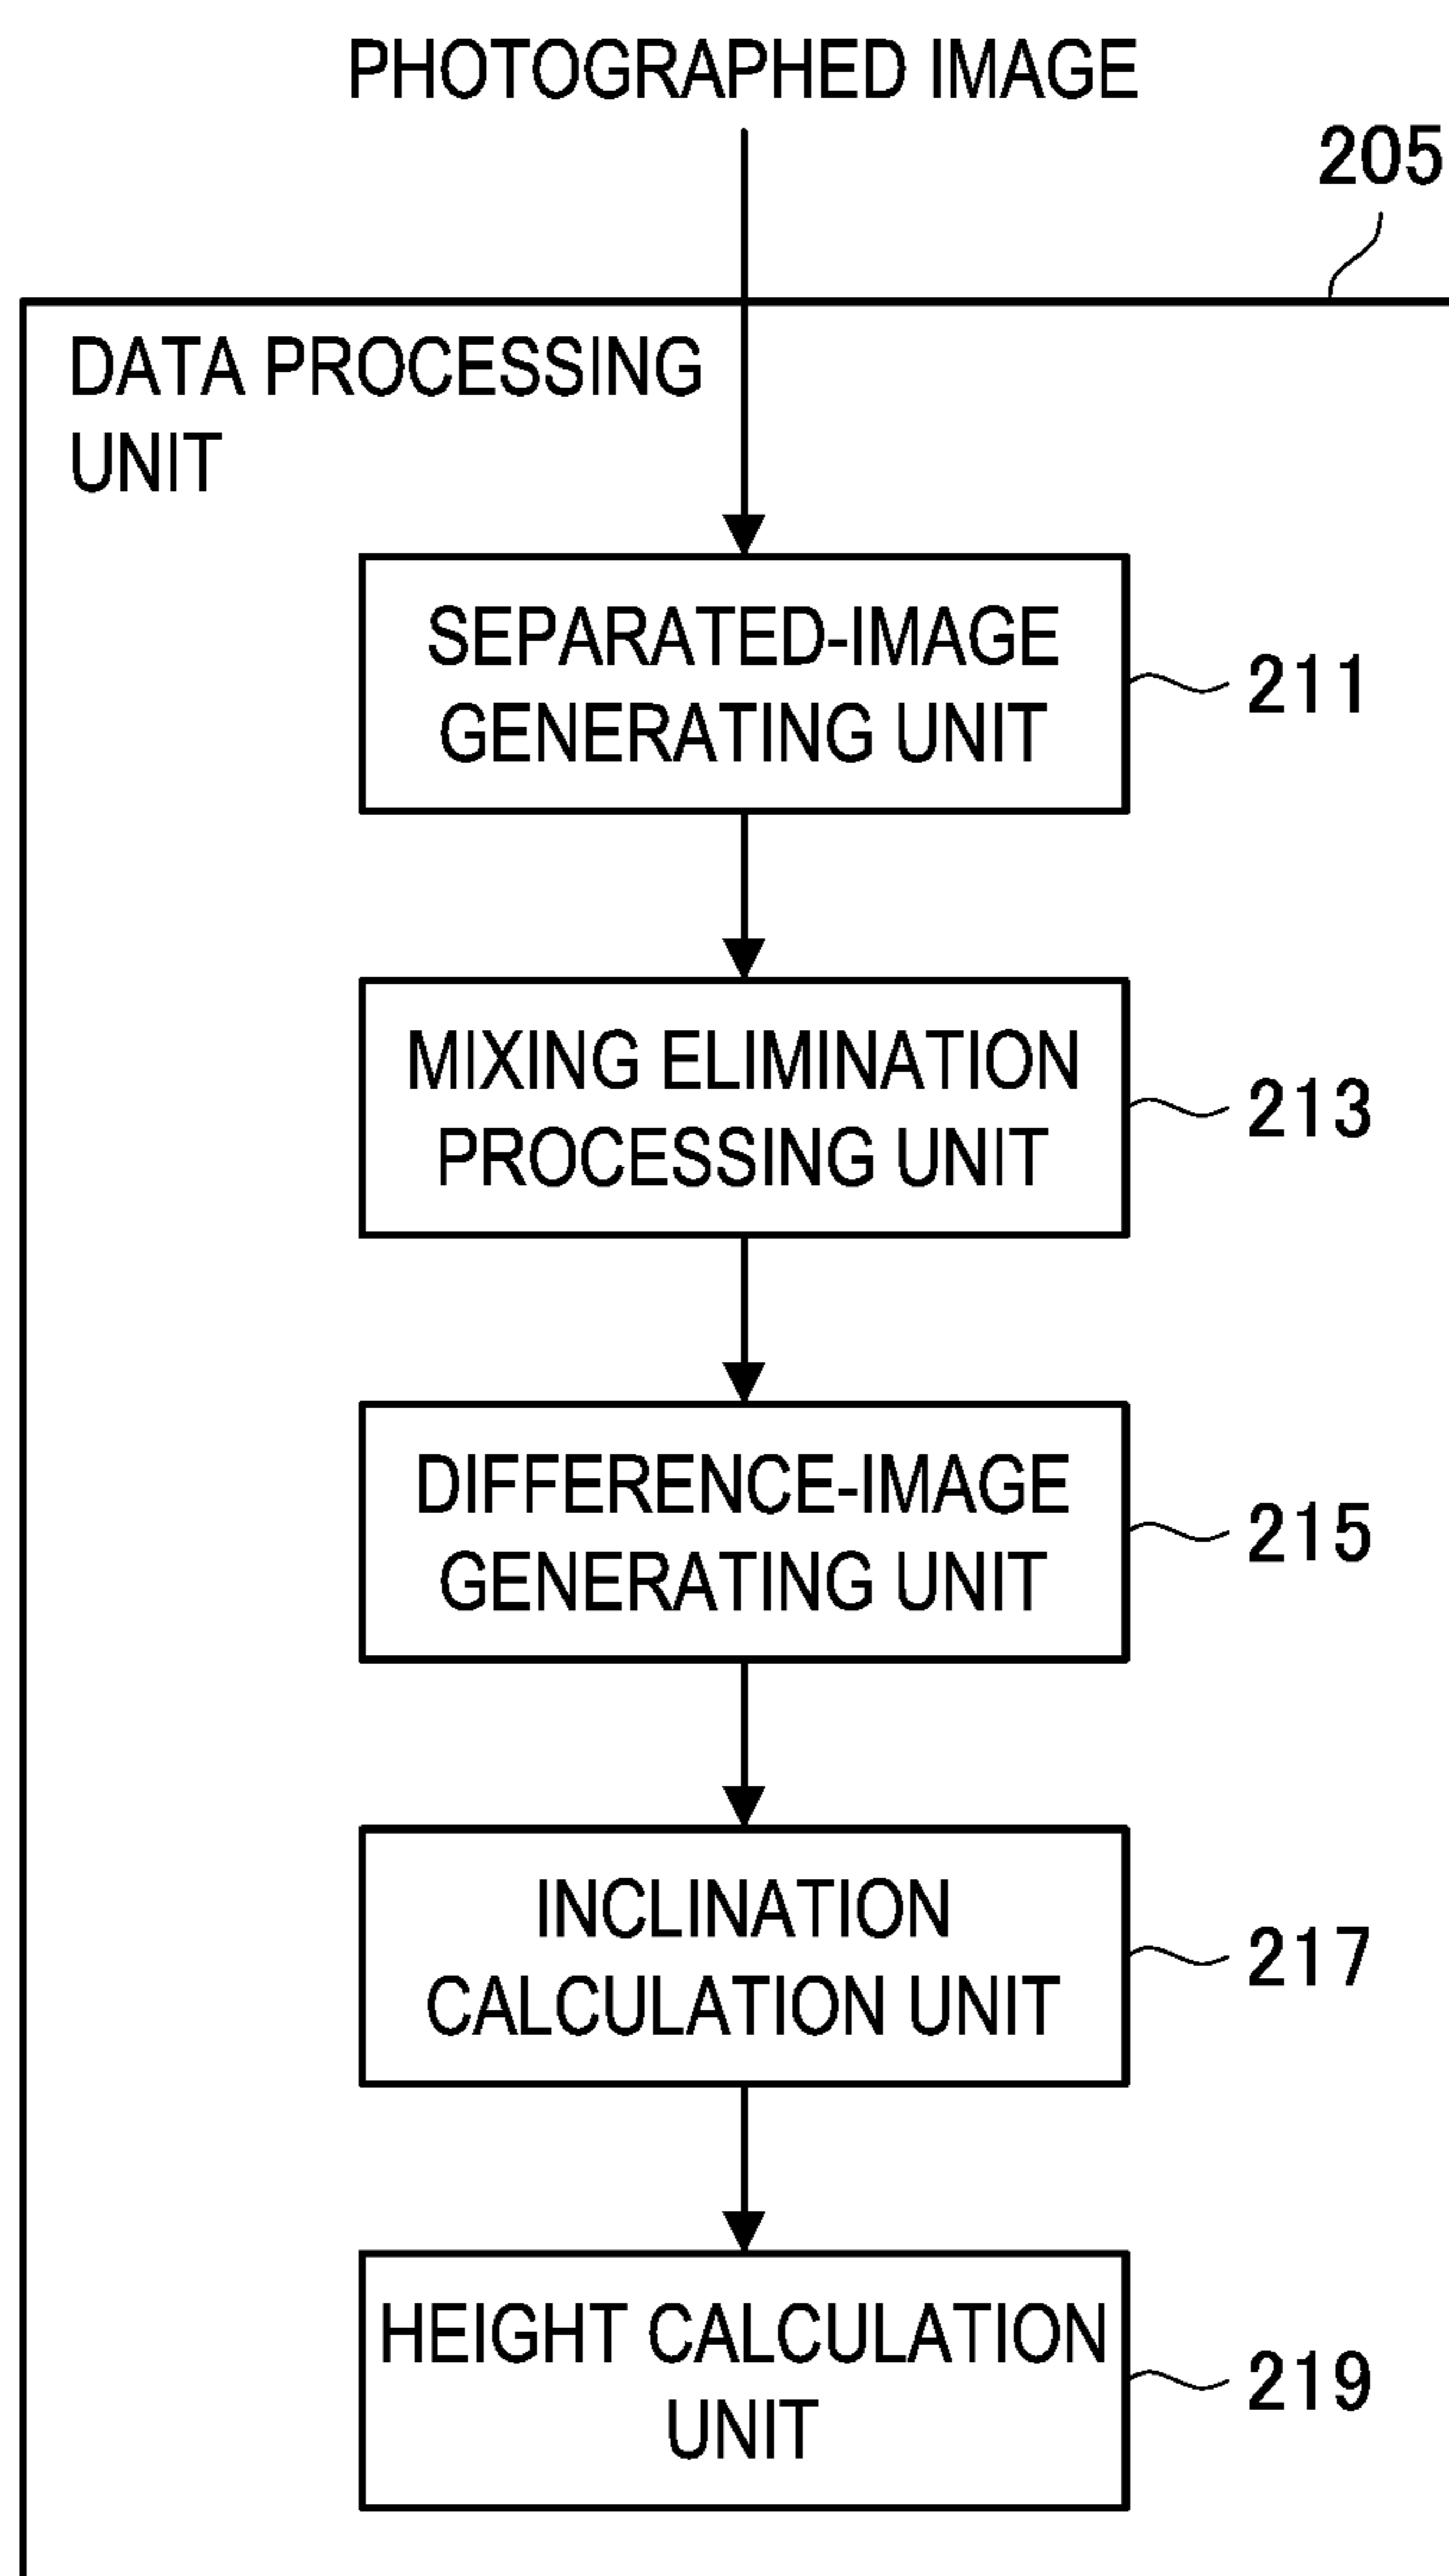 PHOTOGRAPHED IMAGE
205
DATA PROCESSING
UNIT
SEPARATED-IMAGE
GENERATING UNIT
211
MIXING ELIMINATION
PROCESSING UNIT
213
DIFFERENCE-IMAGE
GENERATING UNIT
215
INCLINATION
CALCULATION UNIT
217
HEIGHT CALCULATION
UNIT
219